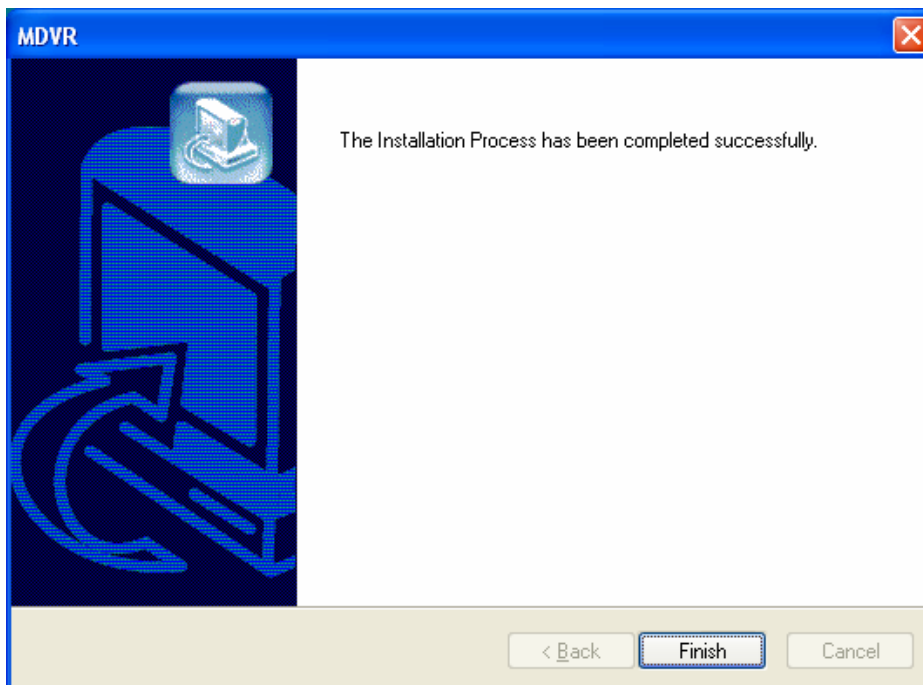 MDVR
The Installation Process has been completed successfully.
< Back
Finish
Cancel